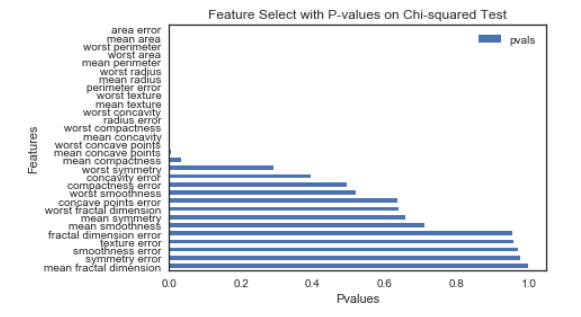 Feature Select with P-values on Chi-squared Test
pvals
Features
area error
mean area
worst perimeter
worst area
mean perimeter
worst radius
mean radius
perimeter error
worst texture
mean texture
worst concavity
radius error
worst compactness
mean concavity
worst concave points
mean concave points
mean compactness
worst symmetry
concavity error
compactness error
worst smoothness
concave points error
worst fractal dimension
mean symmetry
mean smoothness
fractal dimension error
texture error
smoothness error
symmetry error
mean fractal dimension
0.0 0.2 0.4 0.6 0.8 1.0
Pvalues